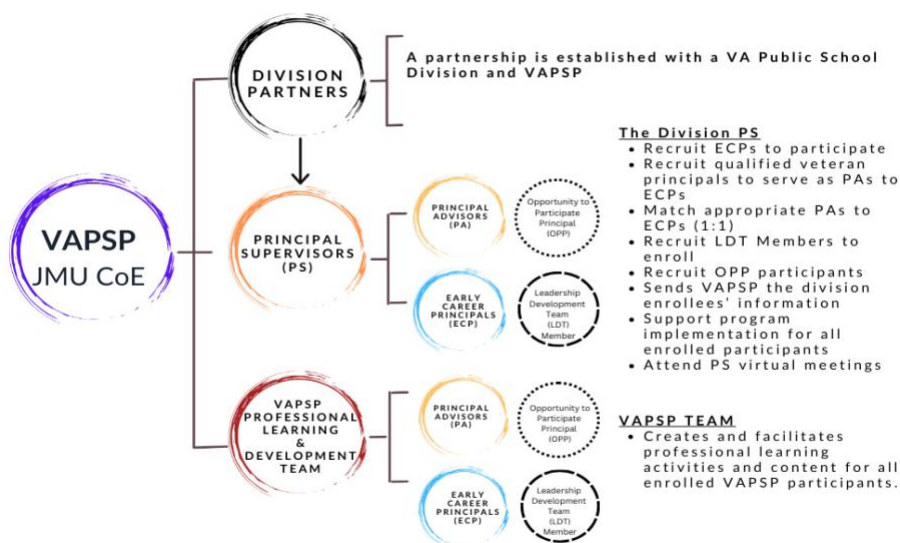 DIVISION
PARTNERS
A partnership is established with a VA Public School
Division and VAPSP
VAPSP
JMU CoE
PRINCIPAL
SUPERVISORS
(PS)
PRINCIPAL
ADVISORS
(PA)
Opportunity to
Participate
Principal
(OPP)
EARLY
CAREER
PRINCIPALS
(ECP)
Leadership
Development
Team
(LDT)
Member
The Division PS
• Recruit ECPs to participate
• Recruit qualified veteran
principals to serve as PAs to
ECPs
• Match appropriate PAs to
ECPs (1:1)
• Recruit LDT Members to
enroll
• Recruit OPP participants
• Sends VAPSP the division
enrollees' information
• Support program
implementation for all
enrolled participants
• Attend PS virtual meetings
VAPSP
PROFESSIONAL
LEARNING
&
DEVELOPMENT
TEAM
PRINCIPAL
ADVISORS
(PA)
Opportunity to
Participate
Principal
(OPP)
EARLY
CAREER
PRINCIPALS
(ECP)
Leadership
Development
Team
(LDT)
Member
VAPSP TEAM
• Creates and facilitates
professional learning
activities and content for all
enrolled VAPSP participants.